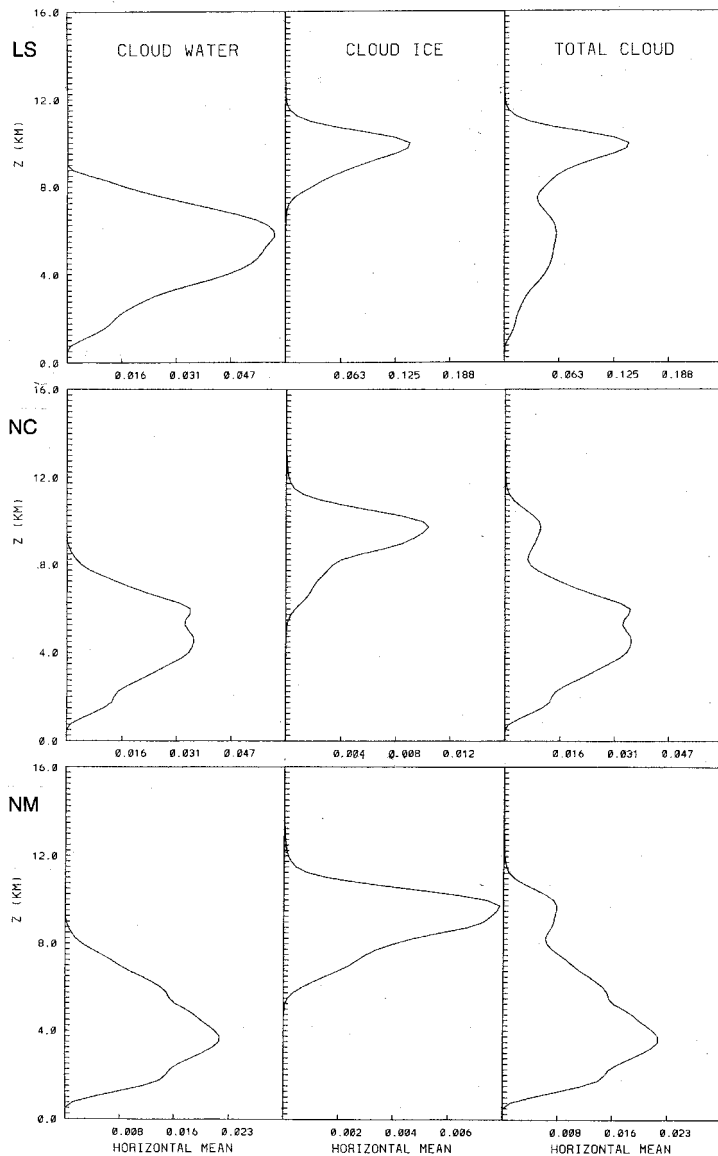 LS
CLOUD WATER CLOUD ICE TOTAL CLOUD
16.0
12.0
Z (KM)
8.0
4.0
0.0
0.016 0.031 0.047 0.063 0.125 0.188 0.063 0.125 0.188
NC
16.0
12.0
Z (KM)
8.0
4.0
0.0
0.016 0.031 0.047 0.004 0.008 0.012 0.016 0.031 0.047
NM
16.0
12.0
Z (KM)
8.0
4.0
0.0
0.008 0.016 0.023 0.002 0.004 0.006 0.008 0.016 0.023
HORIZONTAL MEAN HORIZONTAL MEAN HORIZONTAL MEAN